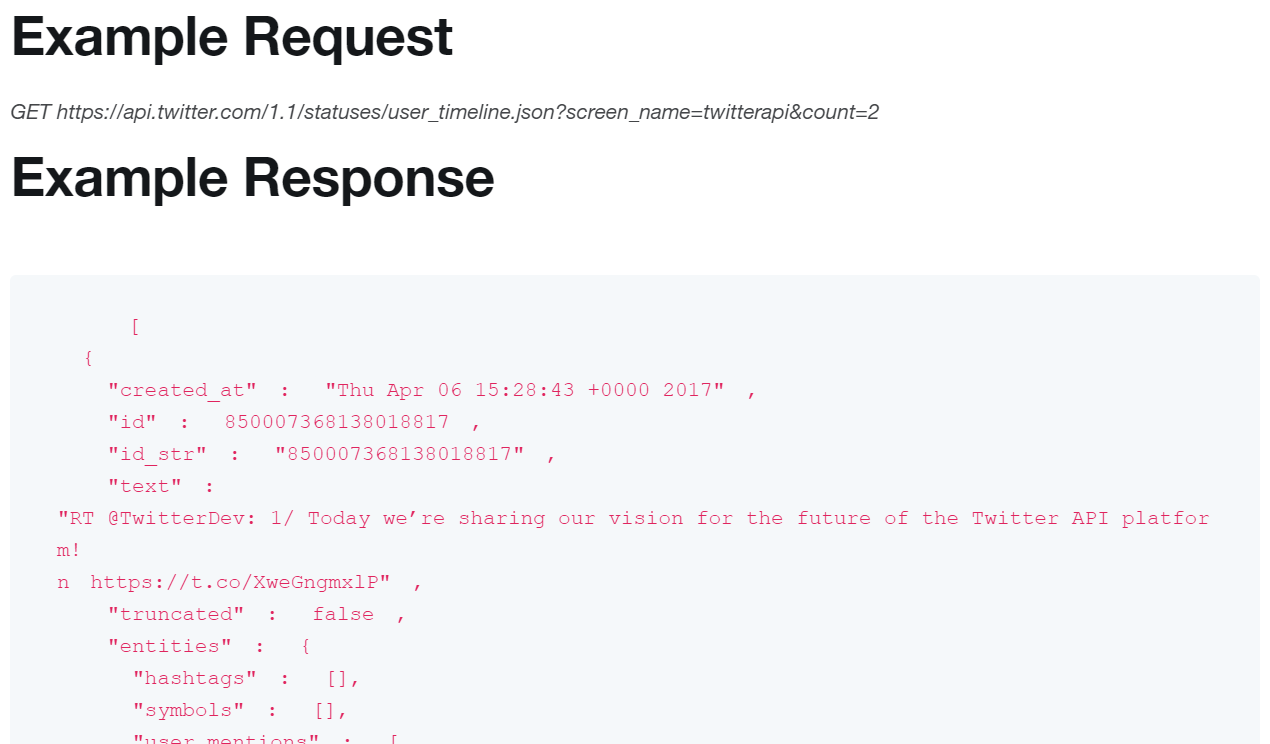 Example Request
GET https://api.twitter.com/1.1/statuses/user_timeline.json?screen_name=twitterapi&count=2
Example Response
[
{
"created_at" : "Thu Apr 06 15:28:43 +0000 2017" ,
"id" : 850007368138018817 ,
"id_str" : "850007368138018817" ,
"text" :
"RT @TwitterDev: 1/ Today we’re sharing our vision for the future of the Twitter API platfor
m!
n https://t.co/XweGngmxlP" ,
"truncated" : false ,
"entities" : {
"hashtags" : [],
"symbols" : [],
"user_mentions" : [